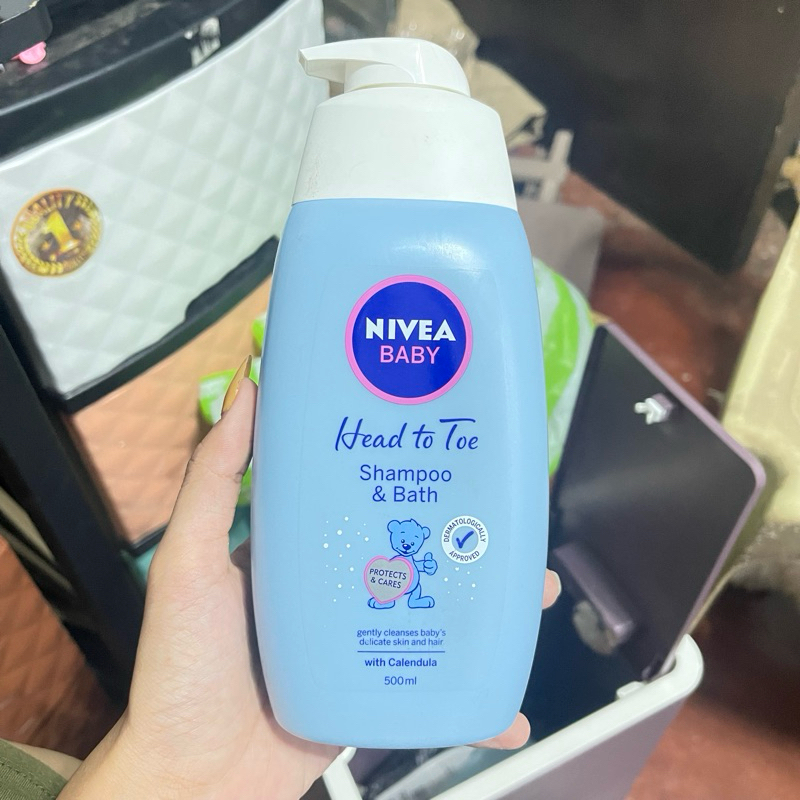 NIVEA
BABY
Head to Toe
Shampoo
& Bath
DERMATOLOGICALLY
APPROVED
PROTECTS
& CARES
gently cleanses baby's
delicate skin and hair
with Calendula
500ml